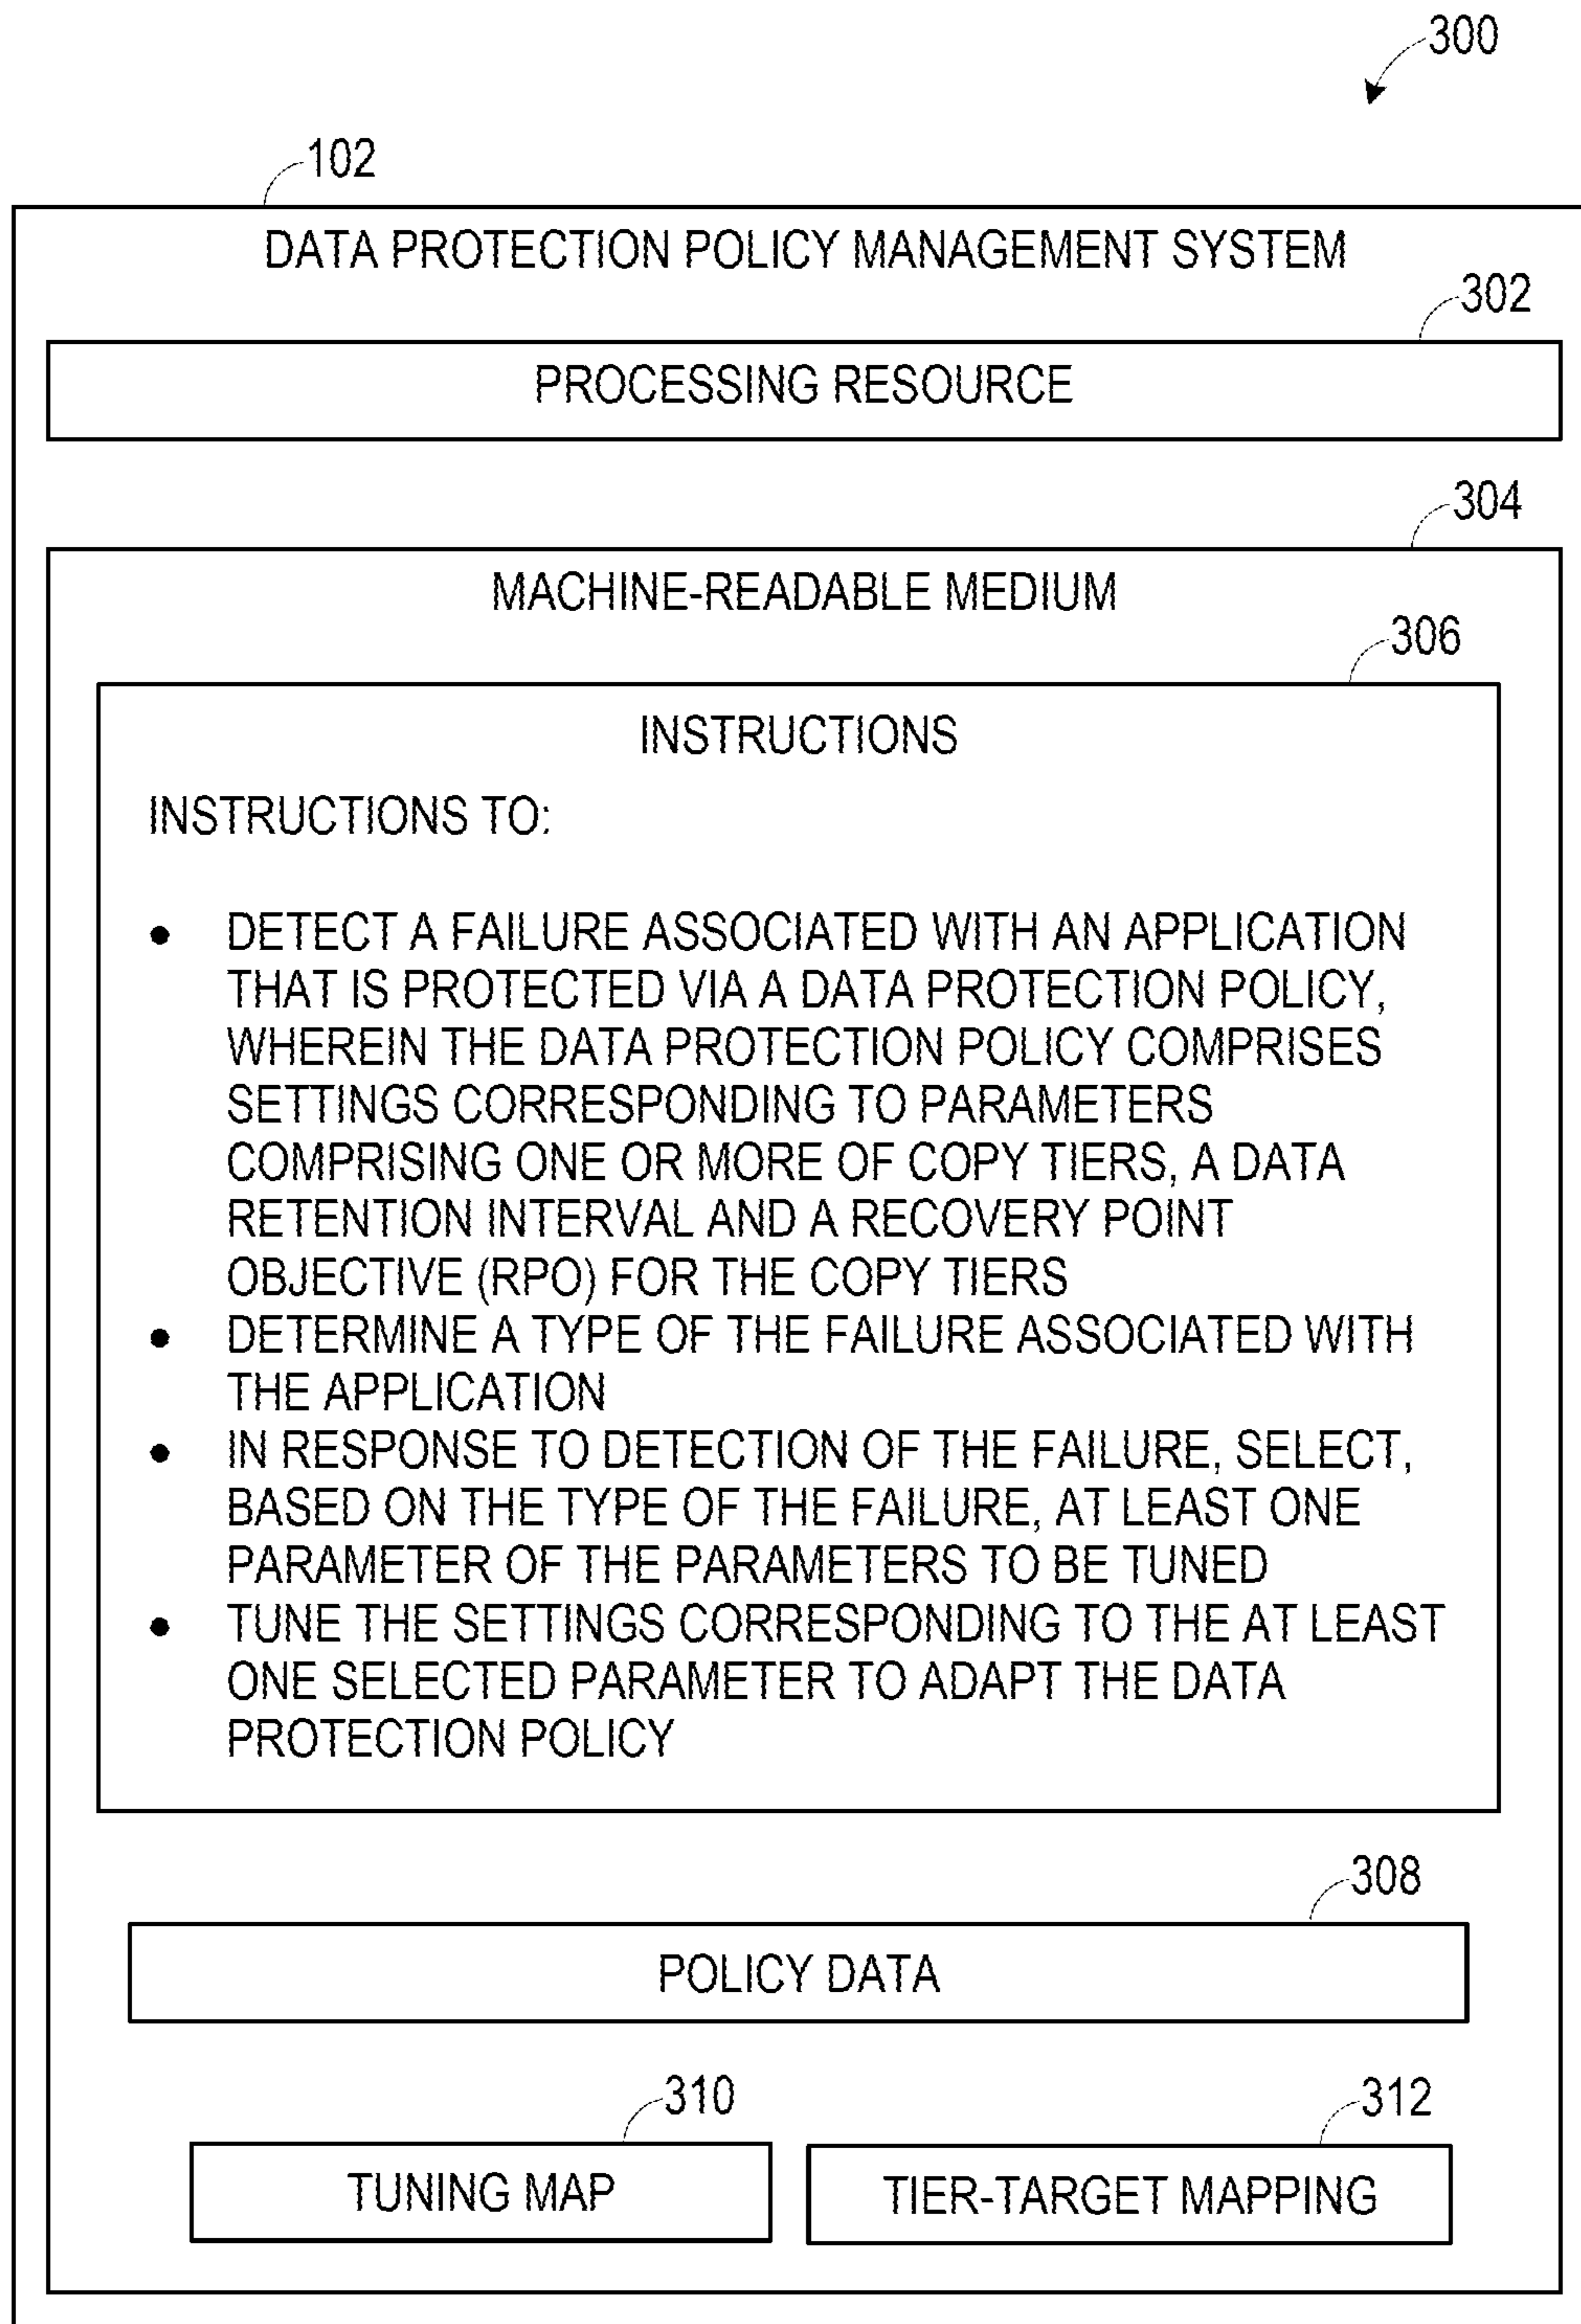 300
102
DATA PROTECTION POLICY MANAGEMENT SYSTEM
302
PROCESSING RESOURCE
304
MACHINE-READABLE MEDIUM
306
INSTRUCTIONS
INSTRUCTIONS TO:
• DETECT A FAILURE ASSOCIATED WITH AN APPLICATION
THAT IS PROTECTED VIA A DATA PROTECTION POLICY,
WHEREIN THE DATA PROTECTION POLICY COMPRISES
SETTINGS CORRESPONDING TO PARAMETERS
COMPRISING ONE OR MORE OF COPY TIERS, A DATA
RETENTION INTERVAL AND A RECOVERY POINT
OBJECTIVE (RPO) FOR THE COPY TIERS
• DETERMINE A TYPE OF THE FAILURE ASSOCIATED WITH
THE APPLICATION
• IN RESPONSE TO DETECTION OF THE FAILURE, SELECT,
BASED ON THE TYPE OF THE FAILURE, AT LEAST ONE
PARAMETER OF THE PARAMETERS TO BE TUNED
• TUNE THE SETTINGS CORRESPONDING TO THE AT LEAST
ONE SELECTED PARAMETER TO ADAPT THE DATA
PROTECTION POLICY
308
POLICY DATA
310
TUNING MAP
312
TIER-TARGET MAPPING